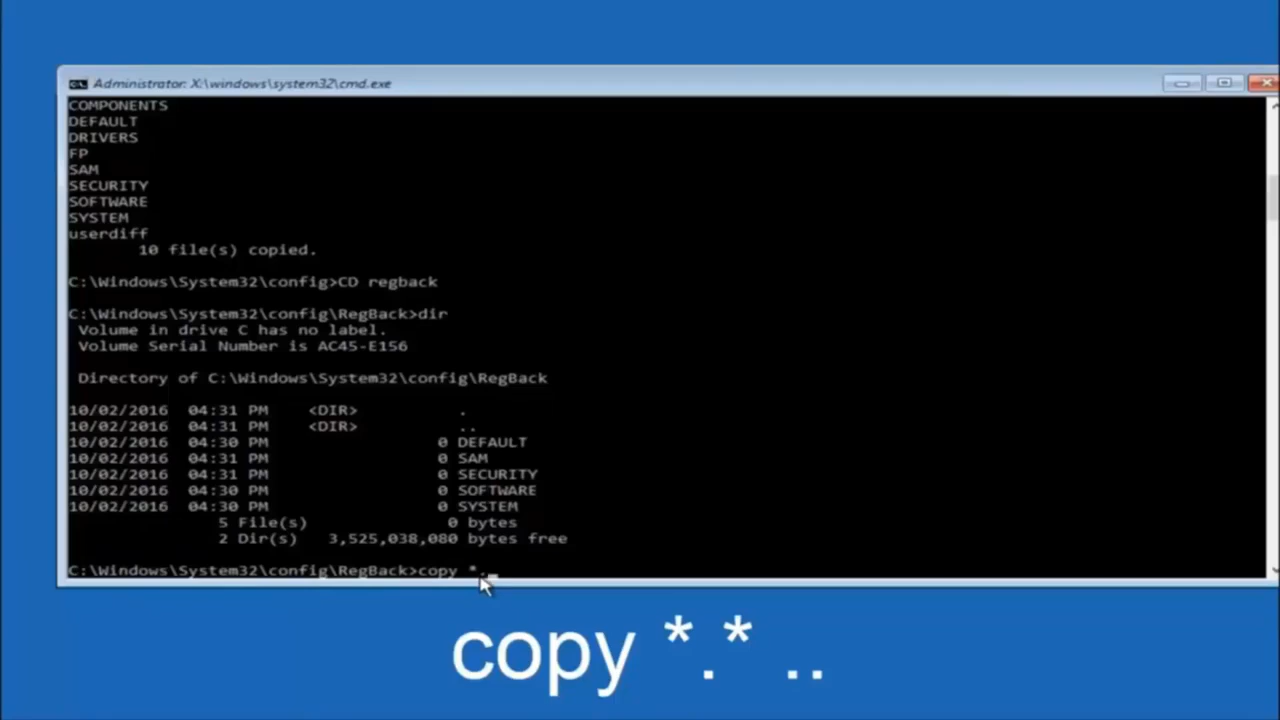 Administrator: X:\windows\system32\cmd.exe
COMPONENTS
DEFAULT
DRIVERS
FP
SAM
SECURITY
SOFTWARE
SYSTEM
userdiff
10 file(s) copied.
C:\Windows\System32\config>CD regback
C:\Windows\System32\config\RegBack>dir
Volume in drive C has no label.
Volume Serial Number is AC45-E156
Directory of C:\Windows\System32\config\RegBack
10/02/2016 04:31 PM <DIR> .
10/02/2016 04:31 PM <DIR> ..
10/02/2016 04:30 PM 0 DEFAULT
10/02/2016 04:31 PM 0 SAM
10/02/2016 04:31 PM 0 SECURITY
10/02/2016 04:30 PM 0 SOFTWARE
10/02/2016 04:30 PM 0 SYSTEM
5 File(s) 0 bytes
2 Dir(s) 3,525,038,080 bytes free
C:\Windows\System32\config\RegBack>copy *._
copy *.* ..